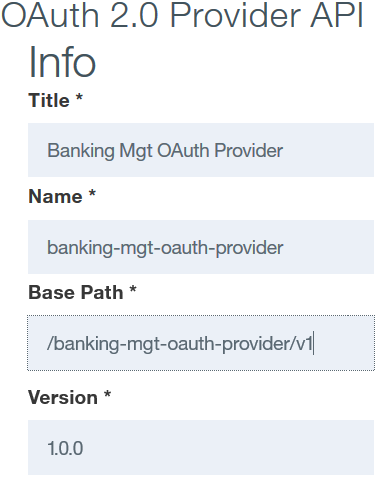 OAuth 2.0 Provider API
Info
Title *
Banking Mgt OAuth Provider
Name *
banking-mgt-oauth-provider
Base Path *
/banking-mgt-oauth-provider/v1
Version *
1.0.0